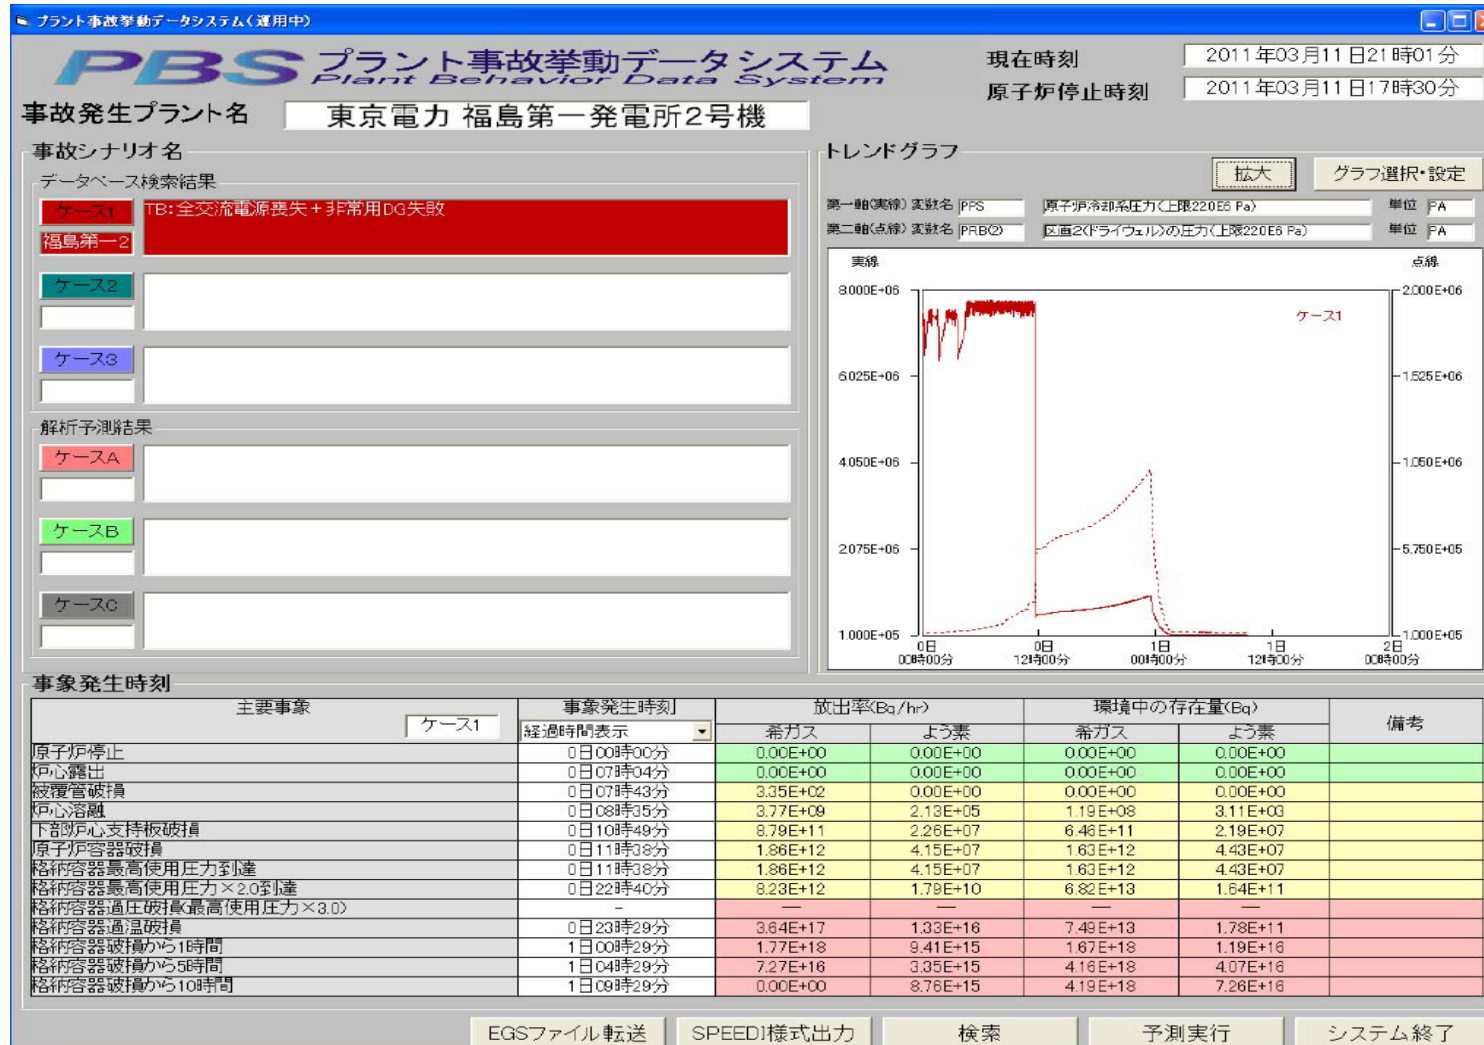 プラント事故挙動データシステム(運用中)
PBS プラント事故挙動データシステム
Plant Behavior Data System
現在時刻 2011年03月11日21時01分
原子炉停止時刻 2011年03月11日17時30分
事故発生プラント名 東京電力 福島第一発電所2号機
事故シナリオ名
データベース検索結果
ケース1 TB:全交流電源喪失+非常用DG失敗
福島第一2
ケース2
ケース3
解析予測結果
ケースA
ケースB
ケースC
トレンドグラフ
拡大 グラフ選択・設定
第一軸(実線) 変数名 PPS 原子炉冷却系圧力(上限220E6 Pa) 単位 PA
第二軸(点線) 変数名 PRB(2) 区画2(ドライウェル)の圧力(上限220E6 Pa) 単位 PA
実線 点線
8.000E+06 2.000E+06
ケース1
6.025E+06 1.525E+06
4.050E+06 1.050E+06
2.075E+06 5.750E+05
1.000E+05 1.000E+05
0日 0日 1日 1日 2日
00時00分 12時00分 00時00分 12時00分 00時00分
事象発生時刻
主要事象 ケース1 事象発生時刻 放出率(Bq/hr) 環境中の存在量(Bq) 備考
経過時間表示 希ガス よう素 希ガス よう素
原子炉停止 0日00時00分 0.00E+00 0.00E+00 0.00E+00 0.00E+00
炉心露出 0日07時04分 0.00E+00 0.00E+00 0.00E+00 0.00E+00
被覆管破損 0日07時43分 3.35E+02 0.00E+00 0.00E+00 0.00E+00
炉心溶融 0日08時35分 3.77E+09 2.13E+05 1.19E+08 3.11E+03
下部炉心支持板破損 0日10時49分 8.79E+11 2.26E+07 6.46E+11 2.19E+07
原子炉容器破損 0日11時38分 1.86E+12 4.15E+07 1.63E+12 4.43E+07
格納容器最高使用圧力到達 0日11時38分 1.86E+12 4.15E+07 1.63E+12 4.43E+07
格納容器最高使用圧力×2.0到達 0日22時40分 8.23E+12 1.79E+10 6.82E+13 1.64E+11
格納容器過圧破損(最高使用圧力×3.0) - — — — —
格納容器過温破損 0日23時29分 3.64E+17 1.33E+16 7.49E+13 1.78E+11
格納容器破損から1時間 1日00時29分 1.77E+18 9.41E+15 1.67E+18 1.19E+16
格納容器破損から5時間 1日04時29分 7.27E+16 3.35E+15 4.16E+18 4.07E+16
格納容器破損から10時間 1日09時29分 0.00E+00 8.76E+15 4.19E+18 7.26E+16
EGSファイル転送 SPEEDI様式出力 検索 予測実行 システム終了